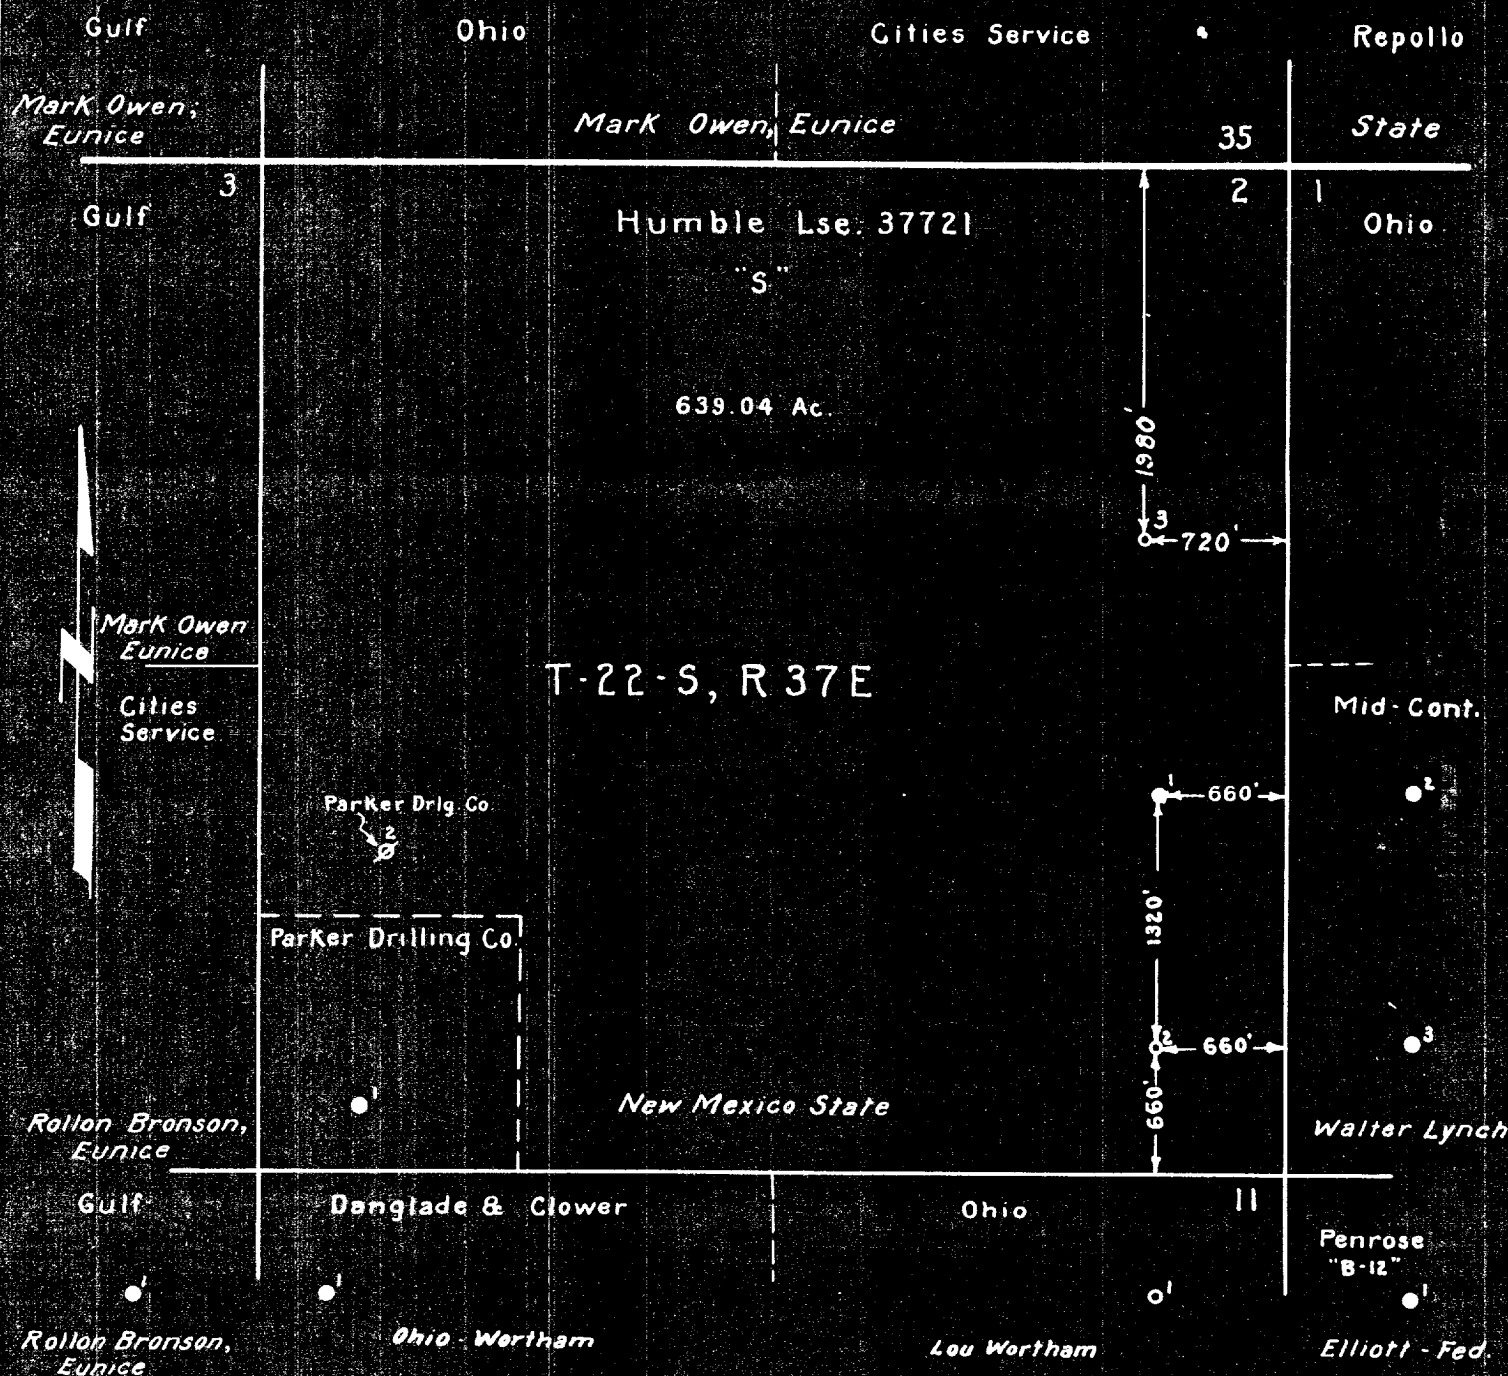 Gulf
Ohio
Cities Service
Repollo
Mark Owen,
Eunice
Mark Owen, Eunice
35
State
3
2
1
Gulf
Humble Lse. 37721
Ohio
"S"
639.04 Ac.
1980'
3
720'
Mark Owen
Eunice
T-22-S, R 37 E
Cities
Service
Mid-Cont.
1
660'
2
Parker Drlg Co.
2
1320'
Parker Drilling Co.
2
660'
3
1
New Mexico State
660'
Rollon Bronson,
Eunice
Walter Lynch
Gulf
Danglade & Clower
Ohio
11
Penrose
"B-12"
1
1
1
1
Rollon Bronson,
Eunice
Ohio - Wortham
Lou Wortham
Elliott - Fed.